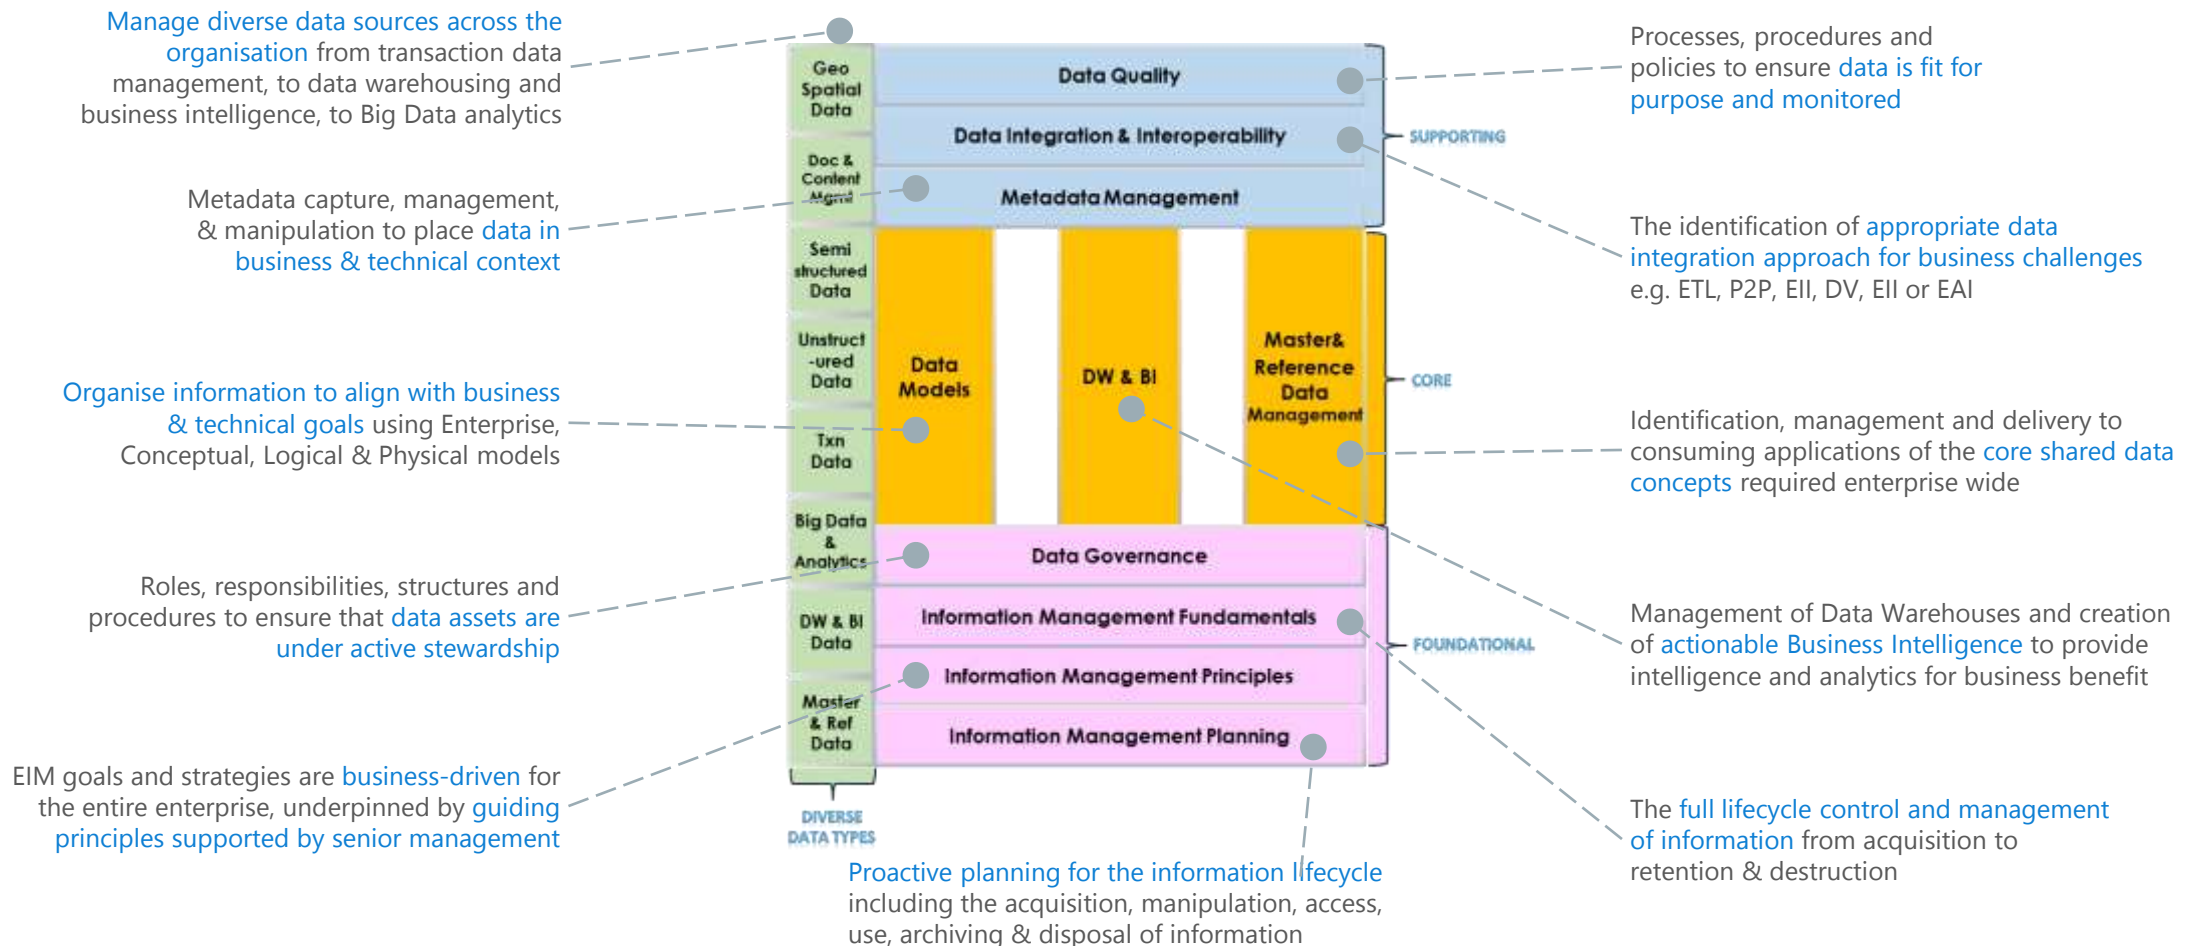 Manage diverse data sources across the
organisation from transaction data
management, to data warehousing and
business intelligence, to Big Data analytics
Metadata capture, management,
& manipulation to place data in
business & technical context
Organise information to align with business
& technical goals using Enterprise,
Conceptual, Logical & Physical models
Roles, responsibilities, structures and
procedures to ensure that data assets are
under active stewardship
EIM goals and strategies are business-driven for
the entire enterprise, underpinned by guiding
principles supported by senior management
Geo
Spatial
Data
Doc &
Content
Mgmt
Semi
structured
Data
Unstruct
-ured
Data
Txn
Data
Big Data
&
Analytics
DW & BI
Data
Master
& Ref
Data
DIVERSE
DATA TYPES
Data Quality
Data Integration & Interoperability
Metadata Management
Data
Models
DW & BI
Master&
Reference
Data
Management
Data Governance
Information Management Fundamentals
Information Management Principles
Information Management Planning
SUPPORTING
CORE
FOUNDATIONAL
Proactive planning for the information lifecycle
including the acquisition, manipulation, access,
use, archiving & disposal of information
Processes, procedures and
policies to ensure data is fit for
purpose and monitored
The identification of appropriate data
integration approach for business challenges
e.g. ETL, P2P, EII, DV, EII or EAI
Identification, management and delivery to
consuming applications of the core shared data
concepts required enterprise wide
Management of Data Warehouses and creation
of actionable Business Intelligence to provide
intelligence and analytics for business benefit
The full lifecycle control and management
of information from acquisition to
retention & destruction